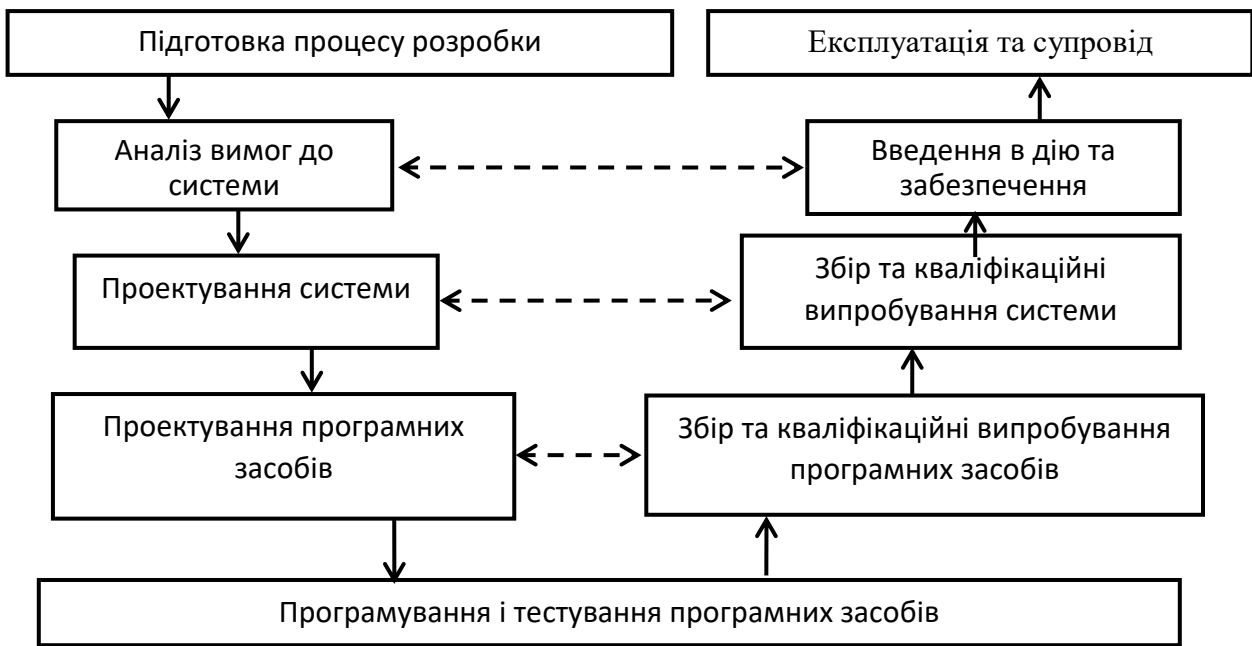 Підготовка процесу розробки
Експлуатація та супровід
Аналіз вимог до
системи
Введення в дію та
забезпечення
Проектування системи
Збір та кваліфікаційні
випробування системи
Проектування програмних
засобів
Збір та кваліфікаційні випробування
програмних засобів
Програмування і тестування програмних засобів